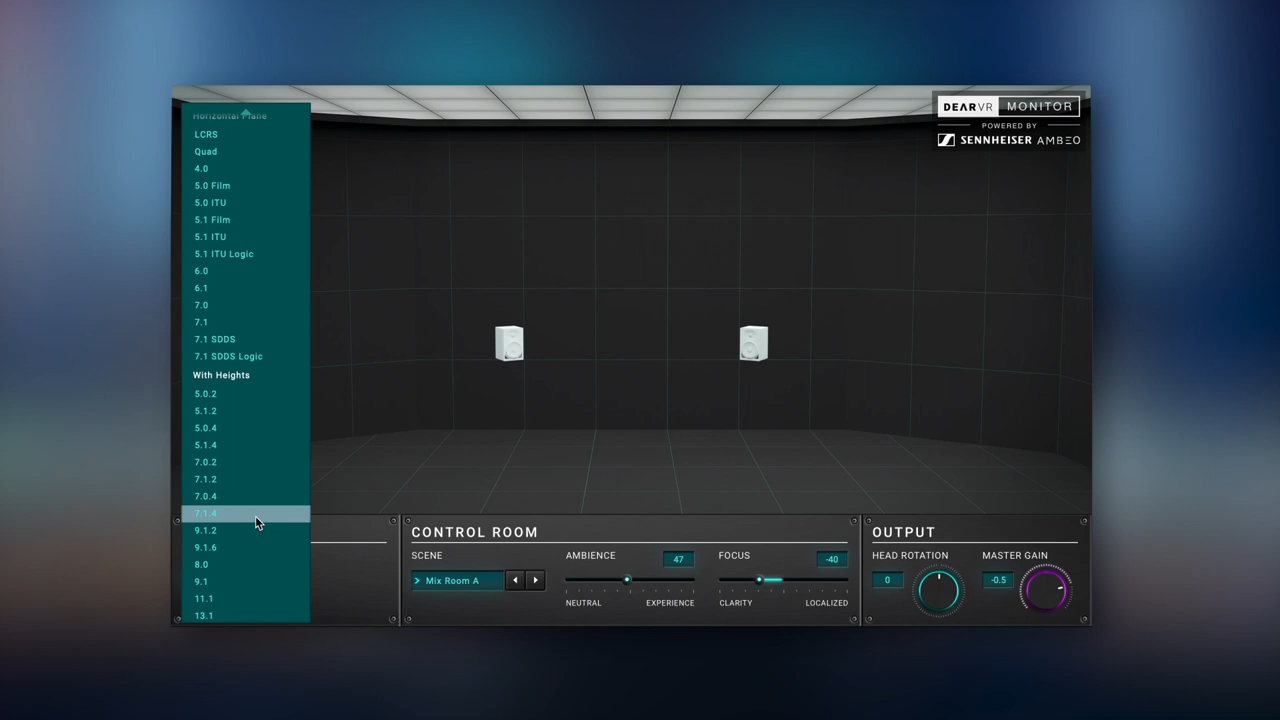 Horizontal Plane
LCRS
Quad
4.0
5.0 Film
5.0 ITU
5.1 Film
5.1 ITU
5.1 ITU Logic
6.0
6.1
7.0
7.1
7.1 SDDS
7.1 SDDS Logic
With Heights
5.0.2
5.1.2
5.0.4
5.1.4
7.0.2
7.1.2
7.0.4
7.1.4
9.1.2
9.1.6
8.0
9.1
11.1
13.1
DEARVR MONITOR
POWERED BY
SENNHEISER AMBEO
CONTROL ROOM
SCENE
Mix Room A
AMBIENCE 47
NEUTRAL EXPERIENCE
FOCUS -40
CLARITY LOCALIZED
OUTPUT
HEAD ROTATION
0
MASTER GAIN
-0.5